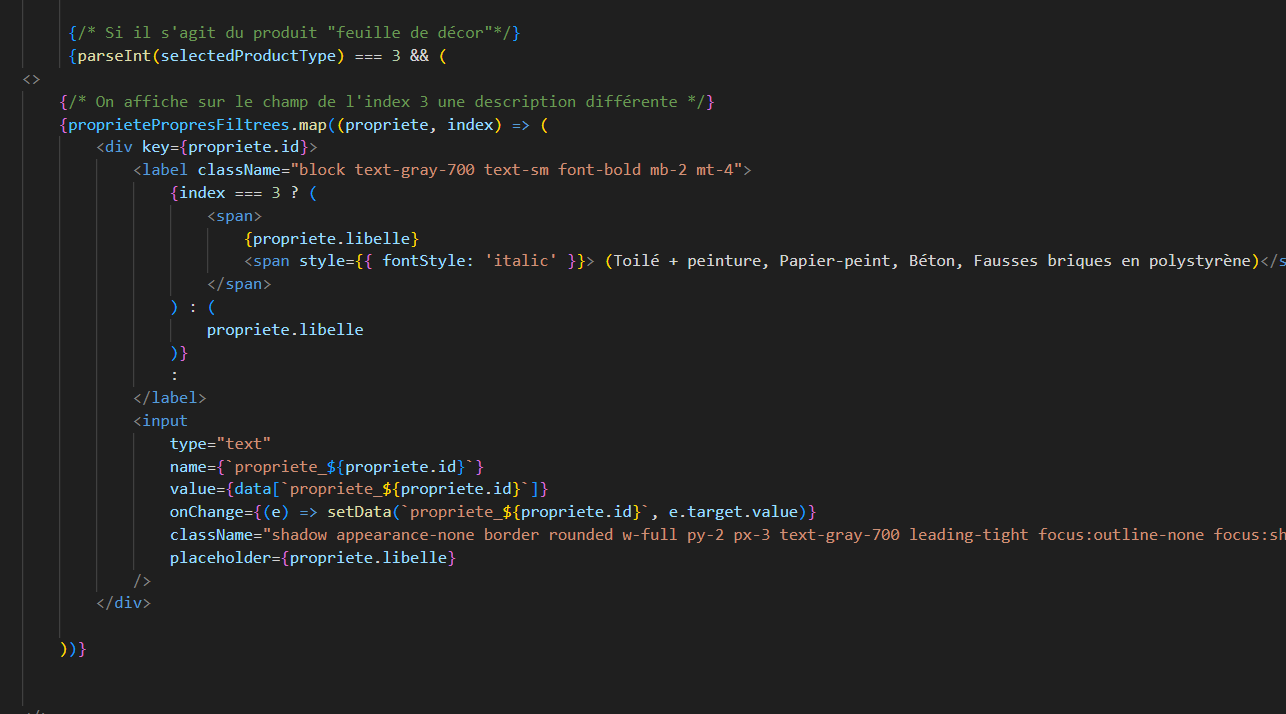 {/* Si il s'agit du produit "feuille de décor"*/}
{parseInt(selectedProductType) === 3 && (
<>
{/* On affiche sur le champ de l'index 3 une description différente */}
{proprietePropresFiltrees.map((propriete, index) => (
<div key={propriete.id}>
<label className="block text-gray-700 text-sm font-bold mb-2 mt-4">
{index === 3 ? (
<span>
{propriete.libelle}
<span style={{ fontStyle: 'italic' }}> (Toilé + peinture, Papier-peint, Béton, Fausses briques en polystyrène)</s
</span>
) : (
propriete.libelle
)}
:
</label>
<input
type="text"
name={`propriete_${propriete.id}`}
value={data[`propriete_${propriete.id}`]}
onChange={(e) => setData(`propriete_${propriete.id}`, e.target.value)}
className="shadow appearance-none border rounded w-full py-2 px-3 text-gray-700 leading-tight focus:outline-none focus:sh
placeholder={propriete.libelle}
/>
</div>
))}